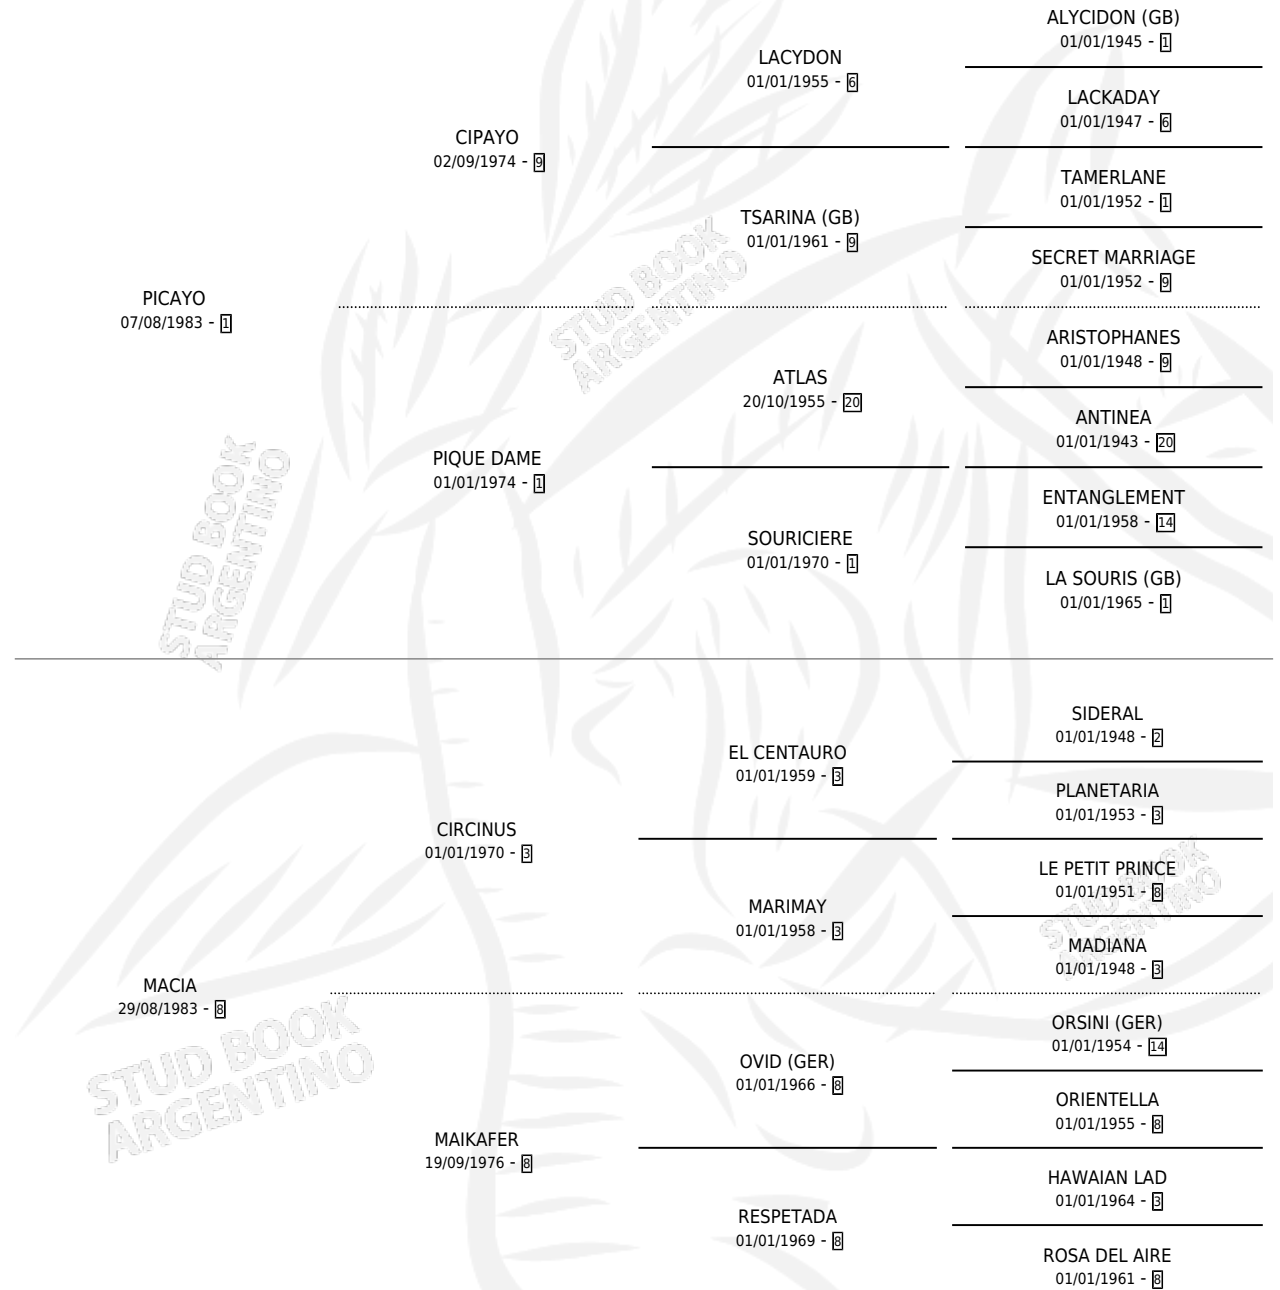 ALYCIDON (GB)
01/01/1945 - 1
LACYDON
01/01/1955 - 6
LACKADAY
01/01/1947 - 6
CIPAYO
02/09/1974 - 9
TAMERLANE
01/01/1952 - 1
TSARINA (GB)
01/01/1961 - 9
SECRET MARRIAGE
01/01/1952 - 9
STUD BOOK
ARGENTINO
PICAYO
07/08/1983 - 1
ARISTOPHANES
01/01/1948 - 9
ATLAS
20/10/1955 - 20
ANTINEA
01/01/1943 - 20
PIQUE DAME
01/01/1974 - 1
ENTANGLEMENT
01/01/1958 - 14
SOURICIERE
01/01/1970 - 1
LA SOURIS (GB)
01/01/1965 - 1
STUD BOOK
ARGENTINO
SIDERAL
01/01/1948 - 2
EL CENTAURO
01/01/1959 - 3
PLANETARIA
01/01/1953 - 3
CIRCINUS
01/01/1970 - 3
LE PETIT PRINCE
01/01/1951 - 8
MARIMAY
01/01/1958 - 3
STUD BOOK
ARGENTINO
MADIANA
01/01/1948 - 3
MACIA
29/08/1983 - 8
ORSINI (GER)
01/01/1954 - 14
OVID (GER)
01/01/1966 - 8
STUD BOOK
ARGENTINO
ORIENTELLA
01/01/1955 - 8
MAIKAFER
19/09/1976 - 8
HAWAIAN LAD
01/01/1964 - 3
RESPETADA
01/01/1969 - 8
ROSA DEL AIRE
01/01/1961 - 8